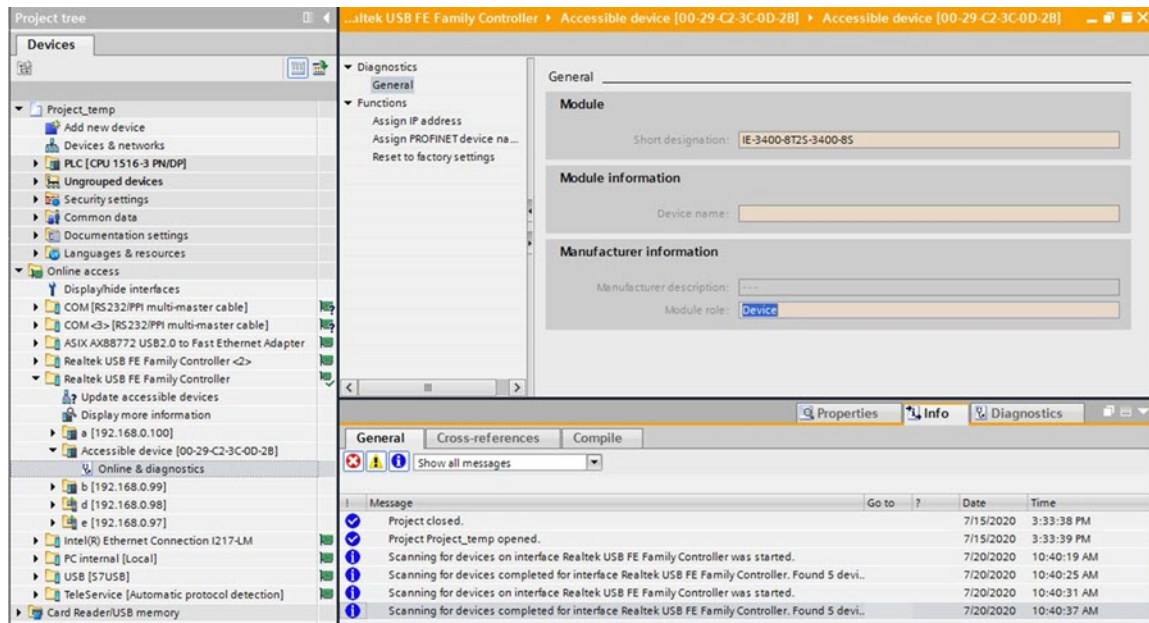 Project tree
Devices
Project_temp
Add new device
Devices & networks
PLC [CPU 1516-3 PN/DP]
Ungrouped devices
Security settings
Common data
Documentation settings
Languages & resources
Online access
Display/hide interfaces
COM [RS232/PPI multi-master cable]
COM <3> [RS232/PPI multi-master cable]
ASIX AX88772 USB2.0 to Fast Ethernet Adapter
Realtek USB FE Family Controller <2>
Realtek USB FE Family Controller
Update accessible devices
Display more information
a [192.168.0.100]
Accessible device [00-29-C2-3C-0D-2B]
Online & diagnostics
b [192.168.0.99]
d [192.168.0.98]
e [192.168.0.97]
Intel(R) Ethernet Connection I217-LM
PC internal [Local]
USB [S7USB]
TeleService [Automatic protocol detection]
Card Reader/USB memory
...altek USB FE Family Controller ▸ Accessible device [00-29-C2-3C-0D-2B] ▸ Accessible device [00-29-C2-3C-0D-2B]
Diagnostics
General
Functions
Assign IP address
Assign PROFINET device na...
Reset to factory settings
General
Module
Short designation: IE-3400-8T2S-3400-8S
Module information
Device name:
Manufacturer information
Manufacturer description: ---
Module role: Device
Properties Info Diagnostics
General Cross-references Compile
Show all messages
! Message Go to ? Date Time
Project closed. 7/15/2020 3:33:38 PM
Project Project_temp opened. 7/15/2020 3:33:39 PM
Scanning for devices on interface Realtek USB FE Family Controller was started. 7/20/2020 10:40:19 AM
Scanning for devices completed for interface Realtek USB FE Family Controller. Found 5 devi.. 7/20/2020 10:40:25 AM
Scanning for devices on interface Realtek USB FE Family Controller was started. 7/20/2020 10:40:31 AM
Scanning for devices completed for interface Realtek USB FE Family Controller. Found 5 devi.. 7/20/2020 10:40:37 AM